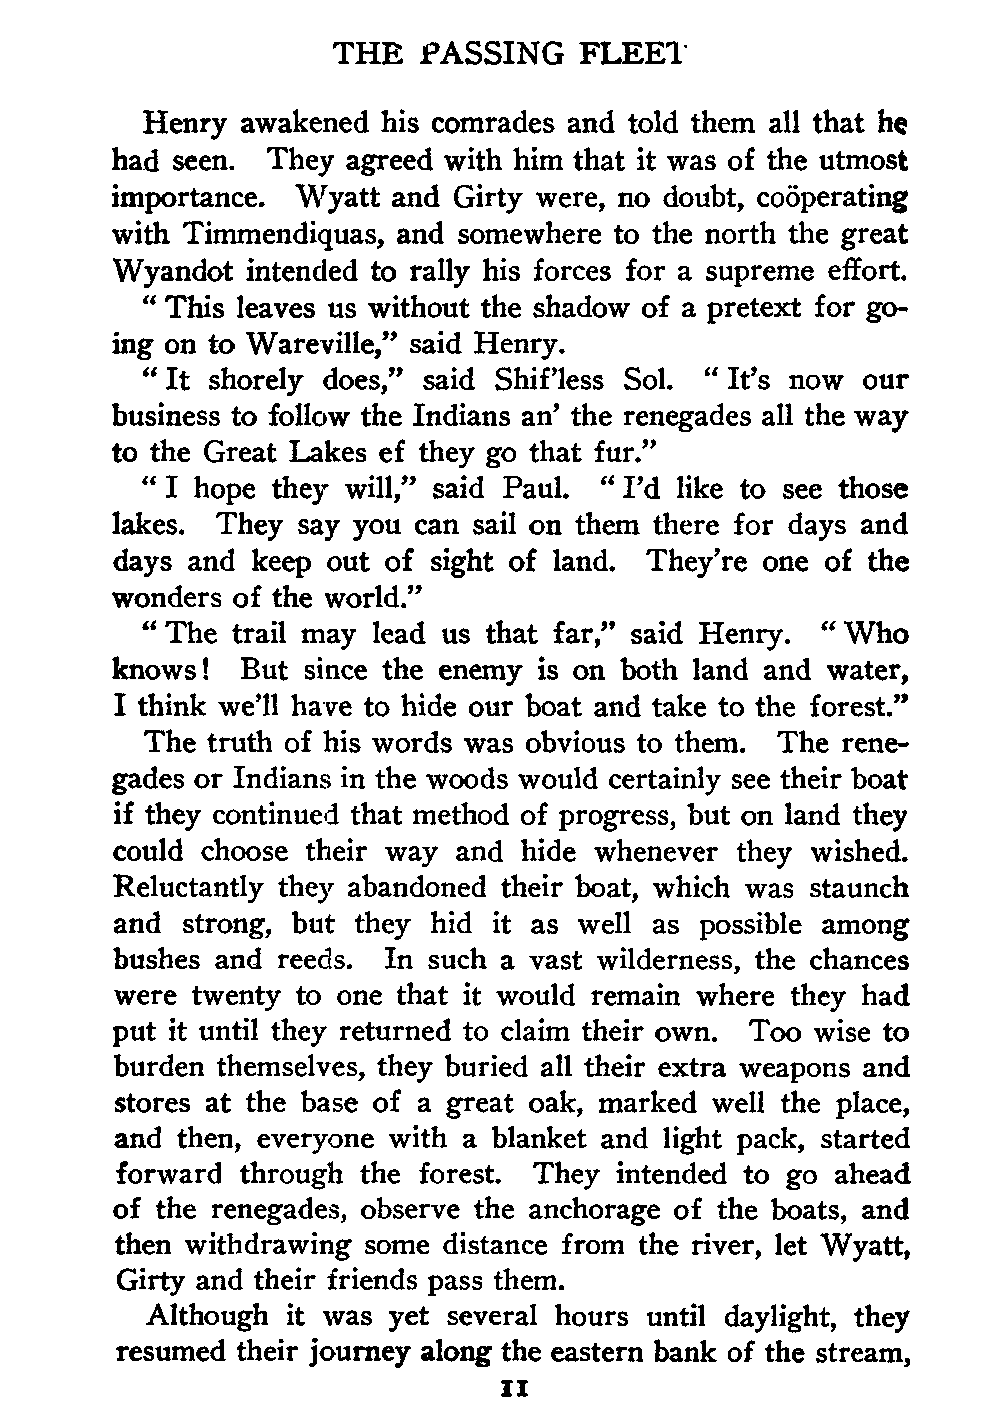 THE PASSING FLEET
Henry awakened his comrades and told them all that he
had seen. They agreed with him that it was of the utmost
importance. Wyatt and Girty were, no doubt, coöperating
with Timmendiquas, and somewhere to the north the great
Wyandot intended to rally his forces for a supreme effort.
“ This leaves us without the shadow of a pretext for go-
ing on to Wareville,” said Henry.
“ It shorely does,” said Shif’less Sol. “ It’s now our
business to follow the Indians an’ the renegades all the way
to the Great Lakes ef they go that fur.”
“ I hope they will,” said Paul. “ I’d like to see those
lakes. They say you can sail on them there for days and
days and keep out of sight of land. They’re one of the
wonders of the world.”
“ The trail may lead us that far,” said Henry. “ Who
knows! But since the enemy is on both land and water,
I think we’ll have to hide our boat and take to the forest.”
The truth of his words was obvious to them. The rene-
gades or Indians in the woods would certainly see their boat
if they continued that method of progress, but on land they
could choose their way and hide whenever they wished.
Reluctantly they abandoned their boat, which was staunch
and strong, but they hid it as well as possible among
bushes and reeds. In such a vast wilderness, the chances
were twenty to one that it would remain where they had
put it until they returned to claim their own. Too wise to
burden themselves, they buried all their extra weapons and
stores at the base of a great oak, marked well the place,
and then, everyone with a blanket and light pack, started
forward through the forest. They intended to go ahead
of the renegades, observe the anchorage of the boats, and
then withdrawing some distance from the river, let Wyatt,
Girty and their friends pass them.
Although it was yet several hours until daylight, they
resumed their journey along the eastern bank of the stream,
11